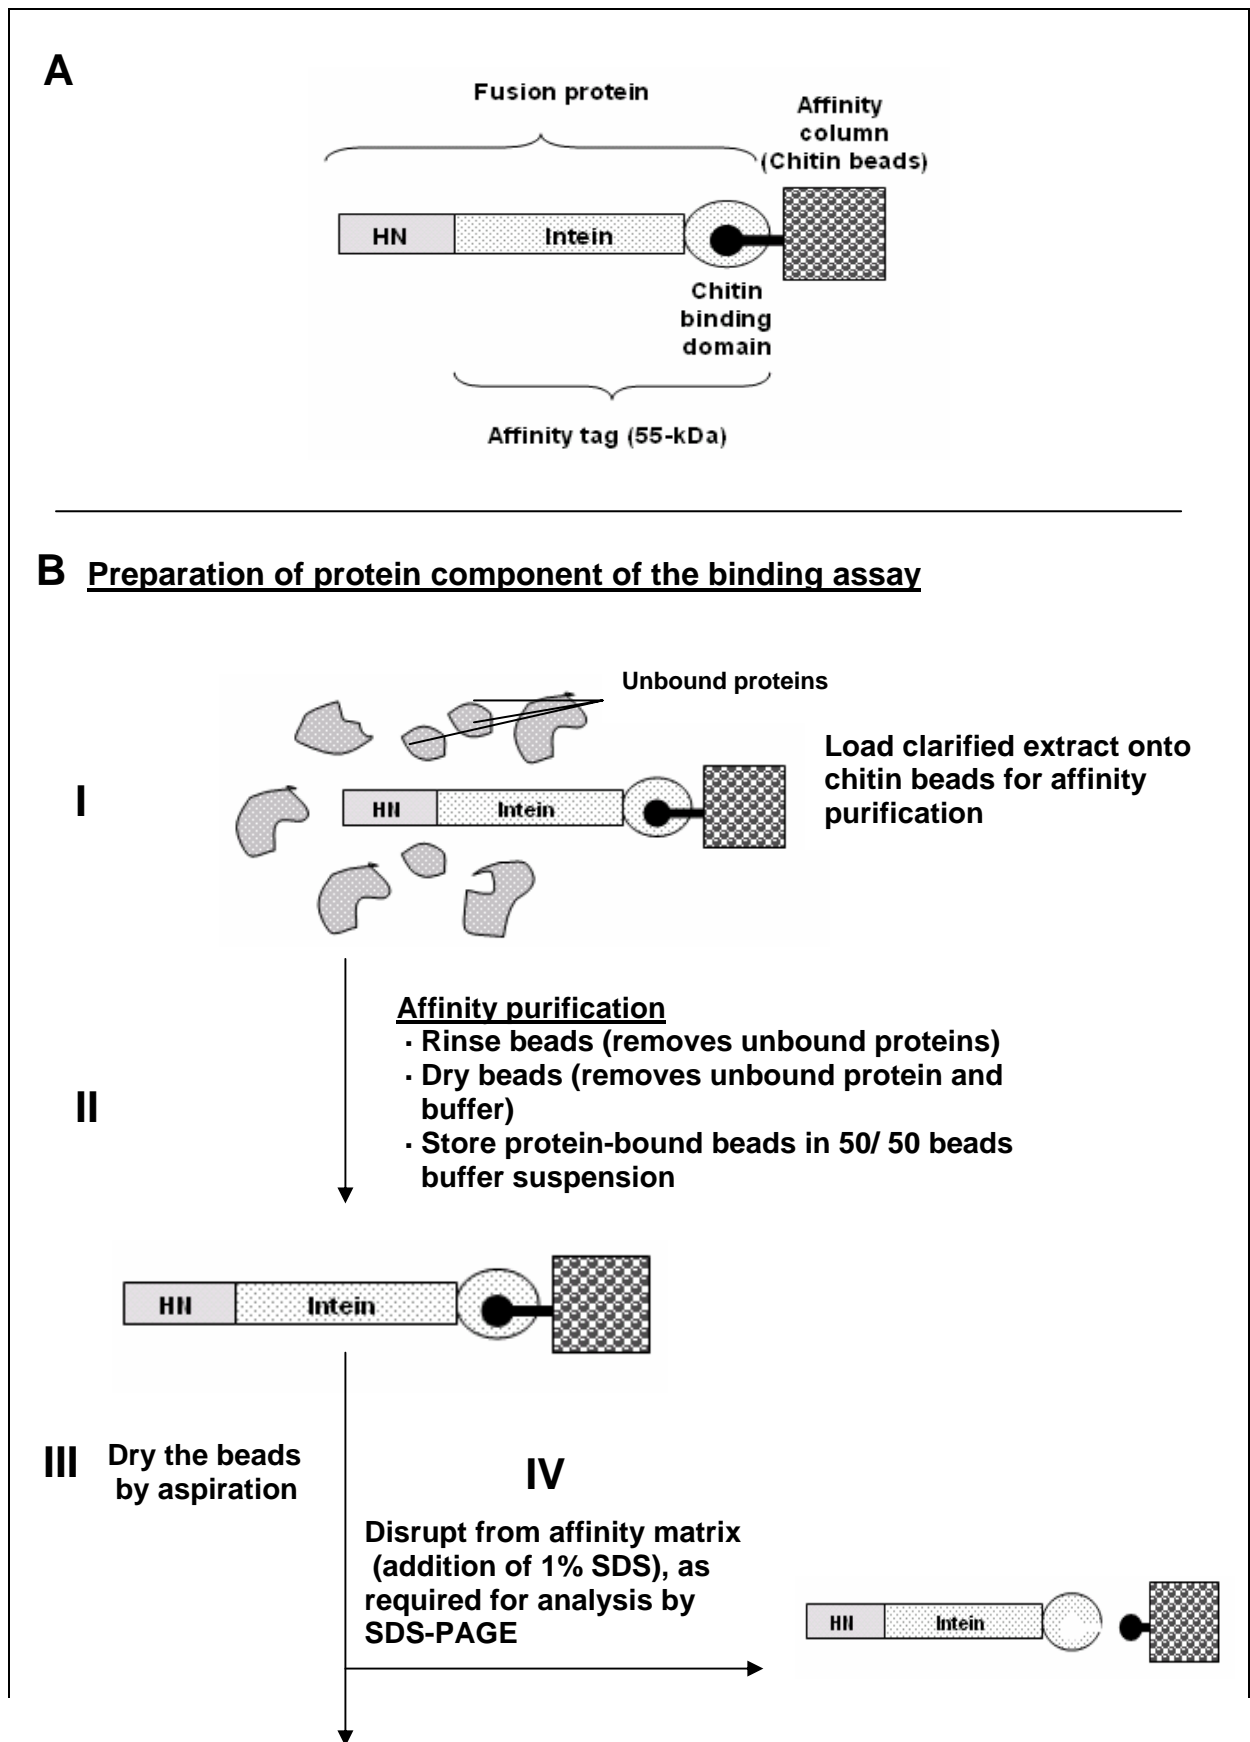 A
Fusion protein
Affinity
column
(Chitin beads)
HN
Intein
Chitin
binding
domain
Affinity tag (55-kDa)
B Preparation of protein component of the binding assay
Unbound proteins
Load clarified extract onto
chitin beads for affinity
purification
I
HN
Intein
Affinity purification
· Rinse beads (removes unbound proteins)
· Dry beads (removes unbound protein and
buffer)
· Store protein-bound beads in 50/ 50 beads
buffer suspension
II
HN
Intein
III
Dry the beads
by aspiration
IV
Disrupt from affinity matrix
(addition of 1% SDS), as
required for analysis by
SDS-PAGE
HN
Intein